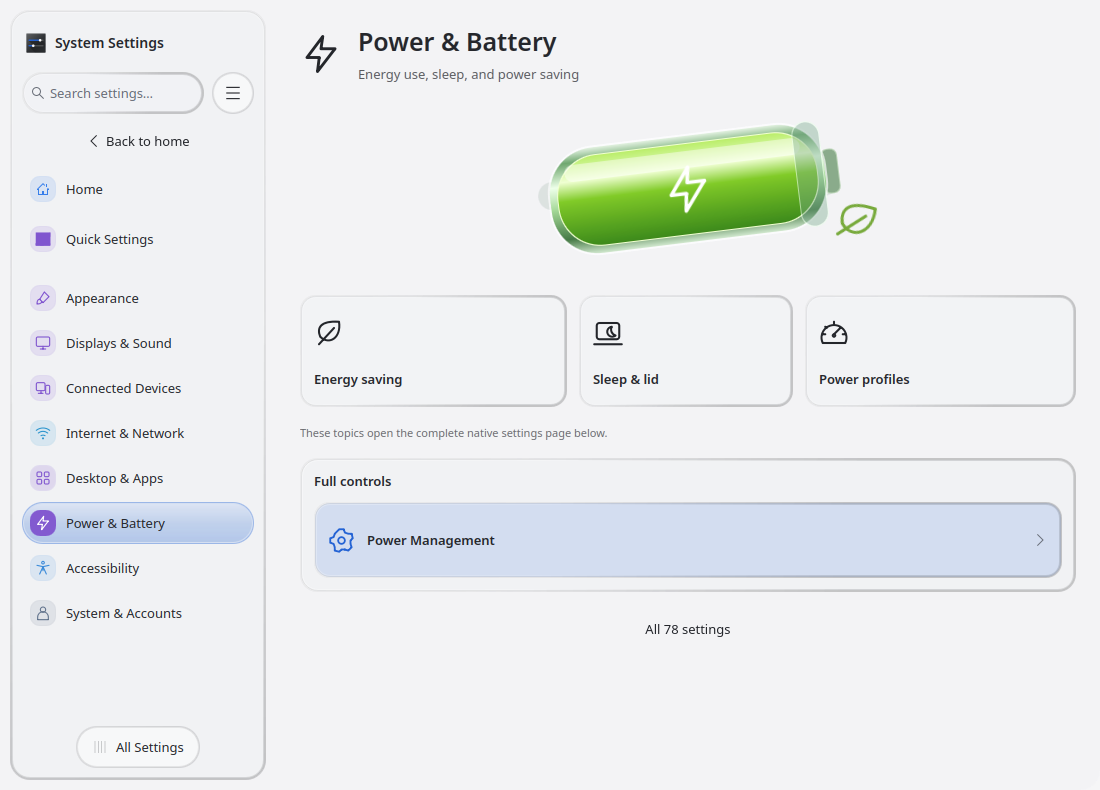 System Settings
Search settings...
Back to home
Home
Quick Settings
Appearance
Displays & Sound
Connected Devices
Internet & Network
Desktop & Apps
Power & Battery
Accessibility
System & Accounts
All Settings
Power & Battery
Energy use, sleep, and power saving
Energy saving
Sleep & lid
Power profiles
These topics open the complete native settings page below.
Full controls
Power Management
All 78 settings